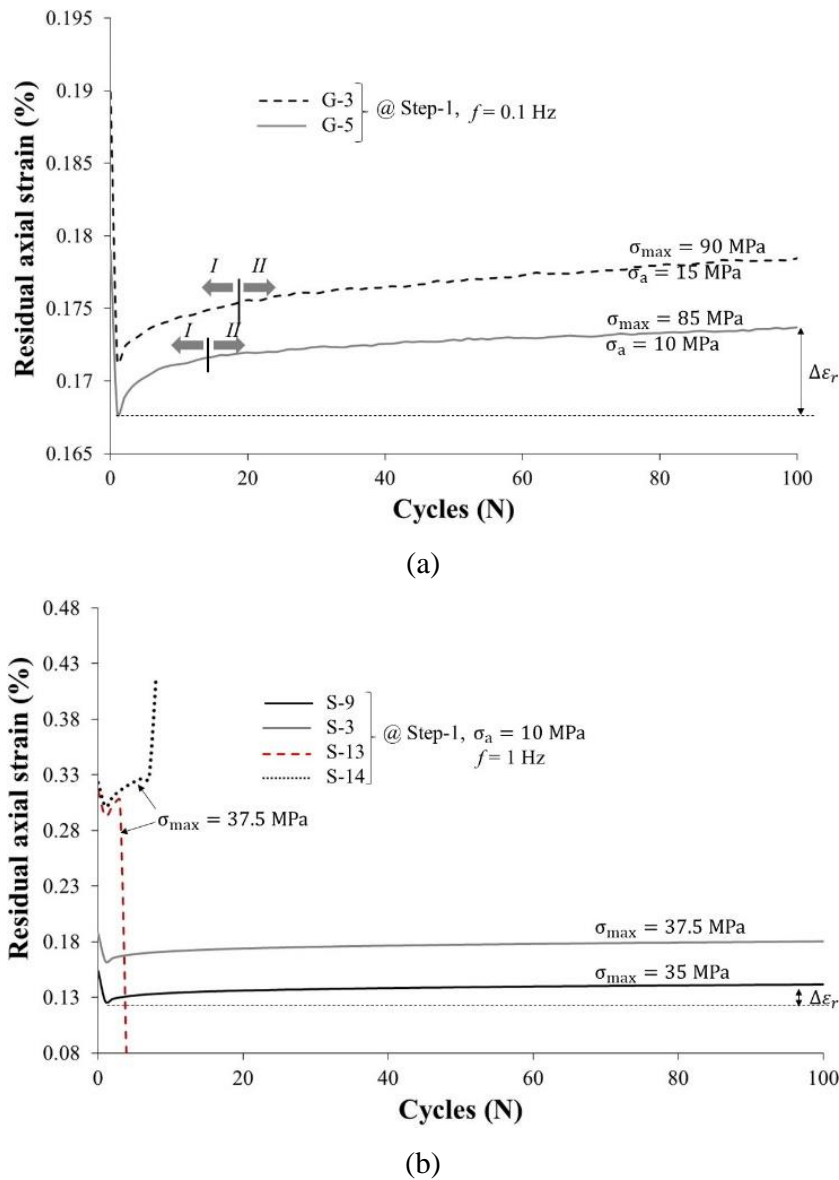 0.195
0.19
0.185
0.18
0.175
0.17
0.165
Residual axial strain (%)
G-3
G-5
@ Step-1, f = 0.1 Hz
I II
I II
σmax = 90 MPa
σa = 15 MPa
σmax = 85 MPa
σa = 10 MPa
Δεr
0 20 40 60 80 100
Cycles (N)
(a)
0.48
0.43
0.38
0.33
0.28
0.23
0.18
0.13
0.08
Residual axial strain (%)
S-9
S-3
S-13
S-14
@ Step-1, σa = 10 MPa
f = 1 Hz
σmax = 37.5 MPa
σmax = 37.5 MPa
σmax = 35 MPa
Δεr
0 20 40 60 80 100
Cycles (N)
(b)